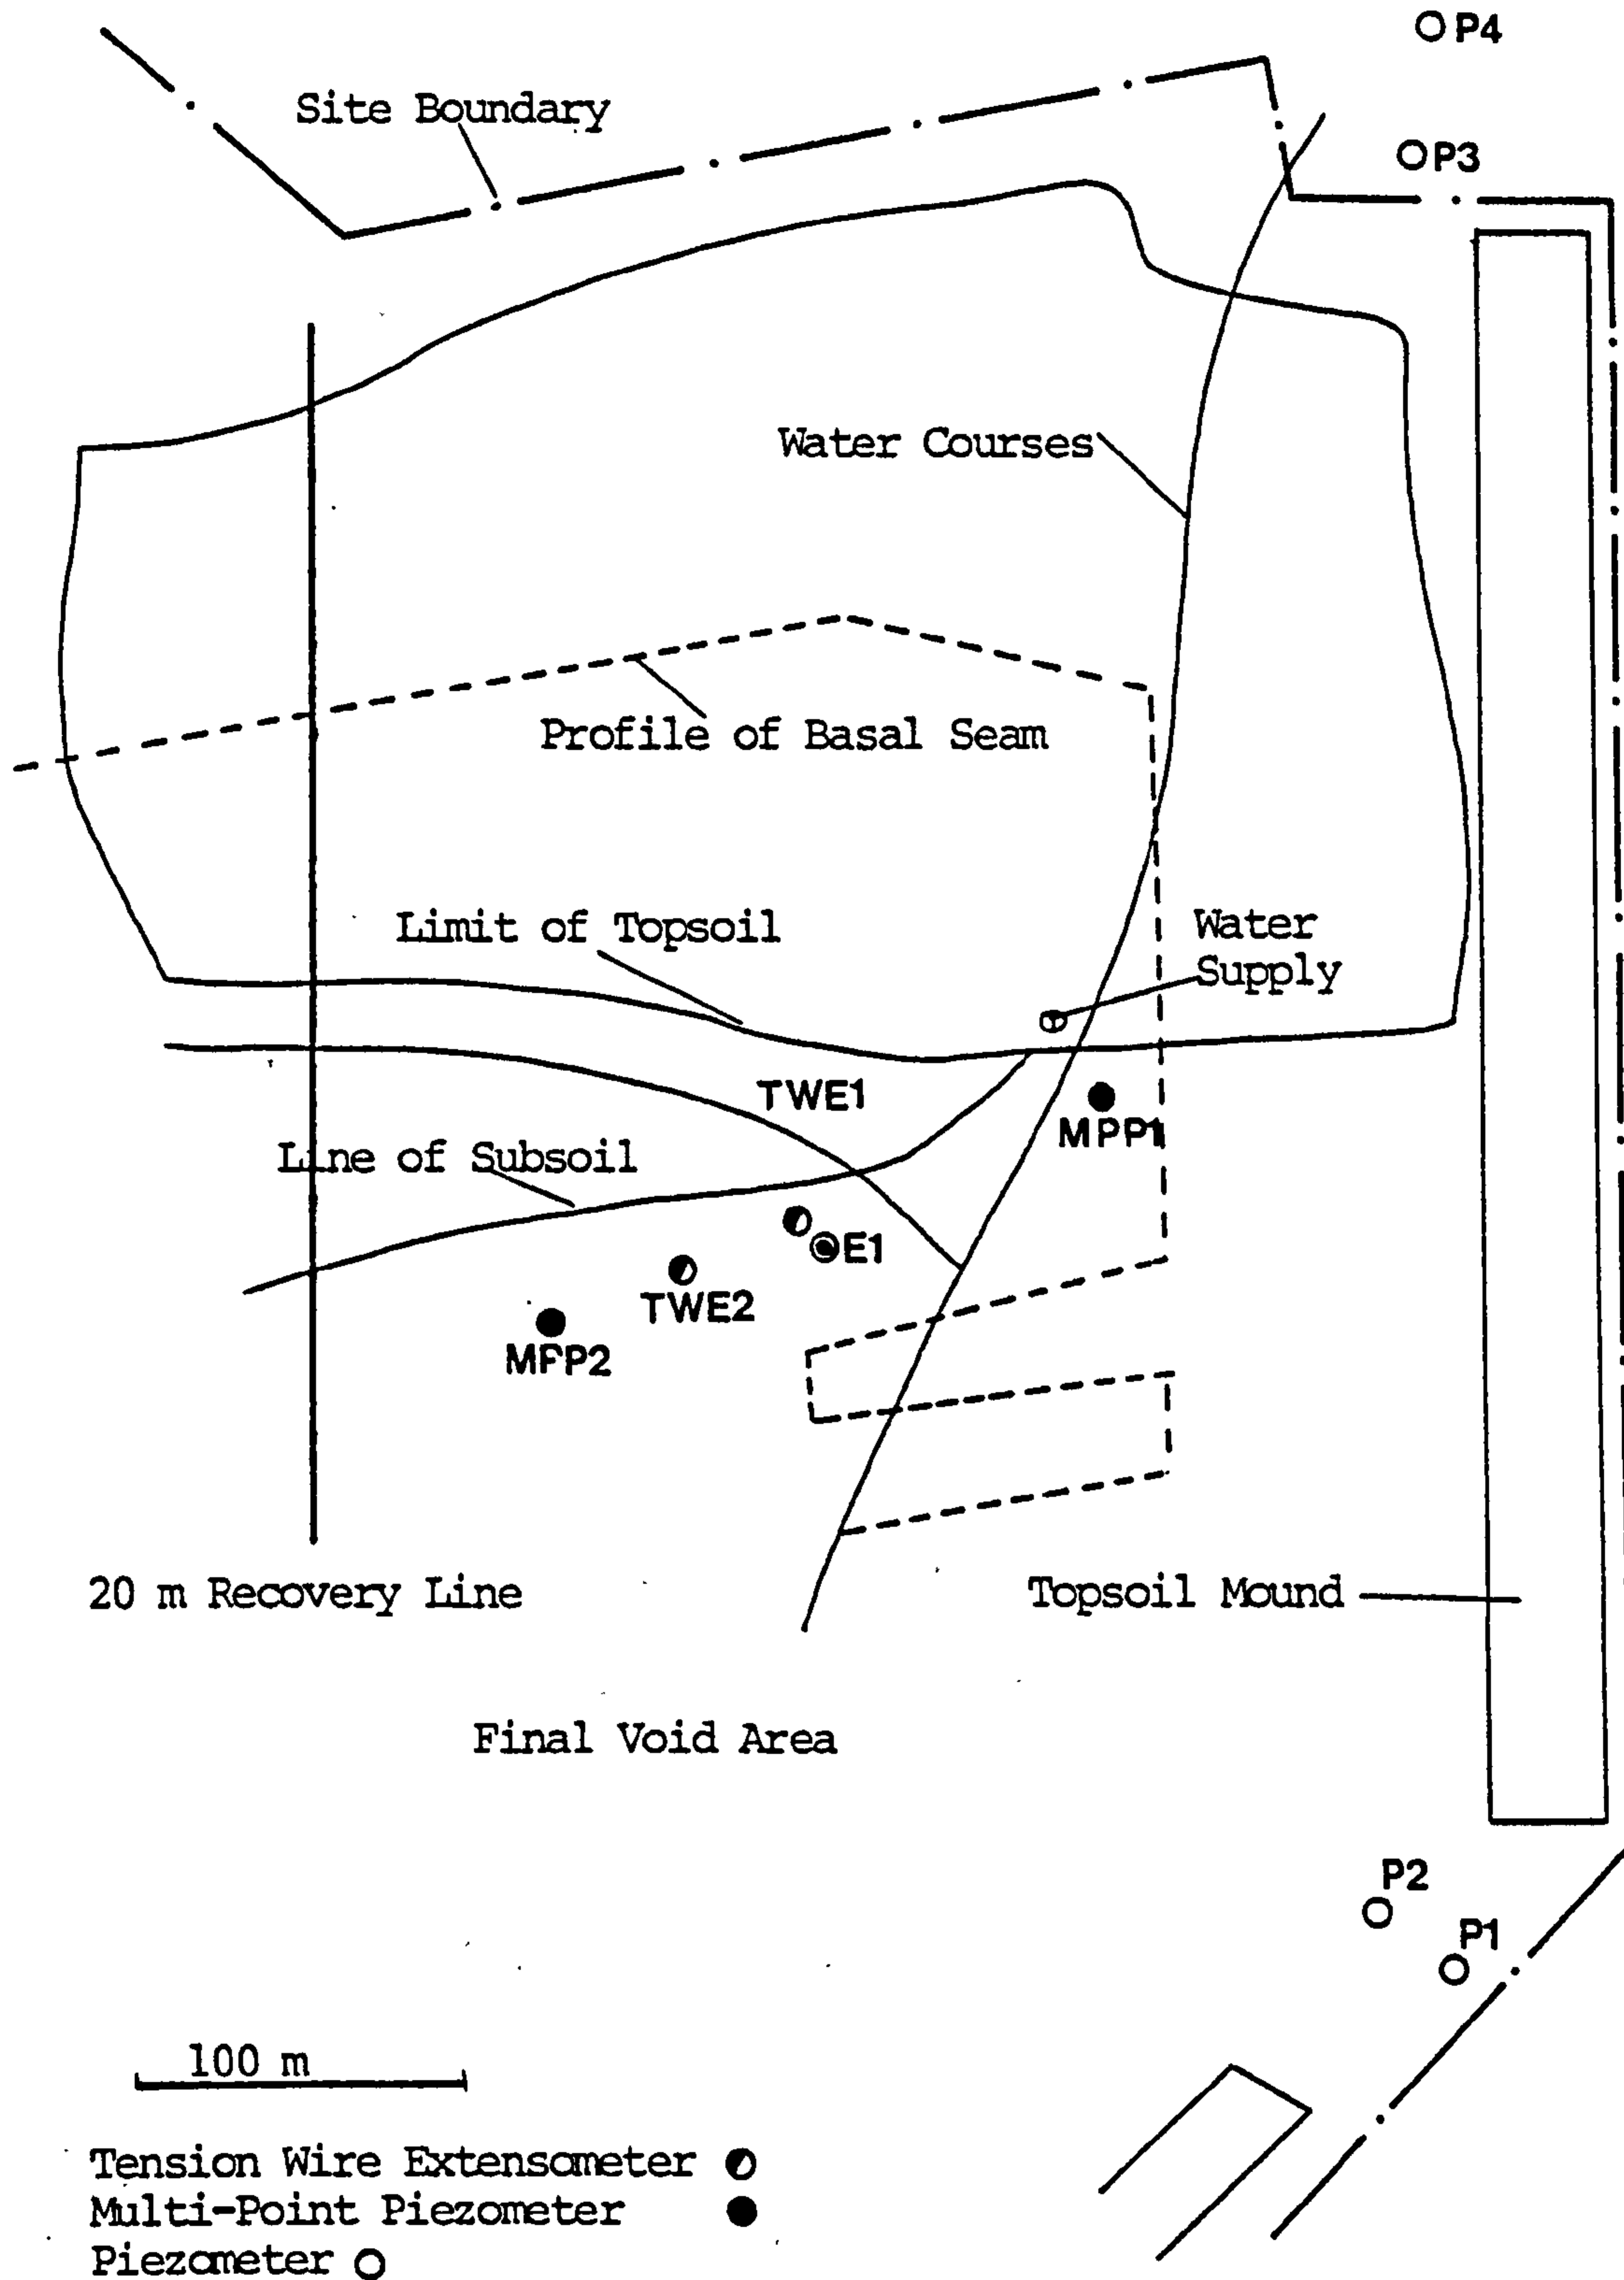 P4
Site Boundary
P3
Water Courses
Profile of Basal Seam
Limit of Topsoil
Water
Supply
TWE1
MPP1
Line of Subsoil
E1
TWE2
MPP2
20 m Recovery Line
Topsoil Mound
Final Void Area
P2
P1
100 m
Tension Wire Extensometer
Multi-Point Piezometer
Piezometer